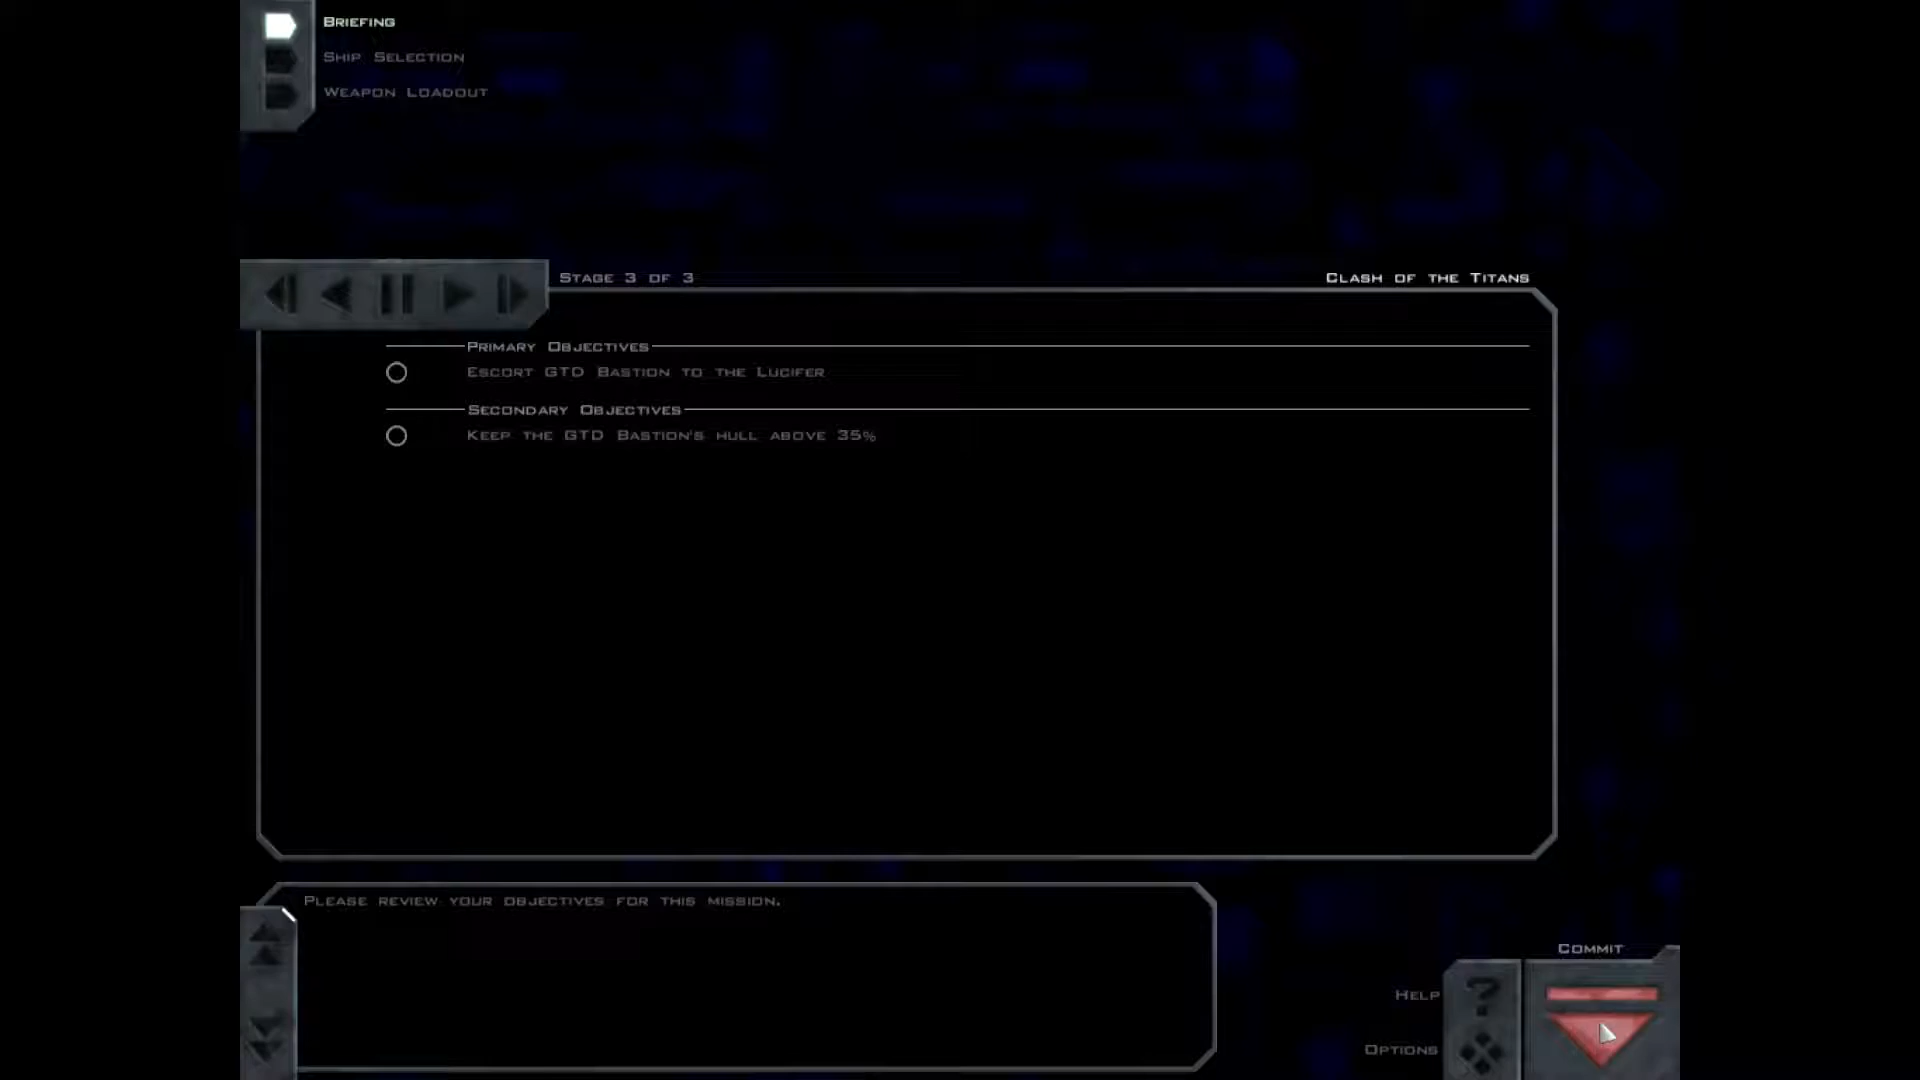 Briefing
Ship Selection
Weapon Loadout
Stage 3 of 3
Clash of the Titans
Primary Objectives
Escort GTD Bastion to the Lucifer
Secondary Objectives
Keep the GTD Bastion's hull above 35%
Please review your objectives for this mission.
Commit
Help
?
Options